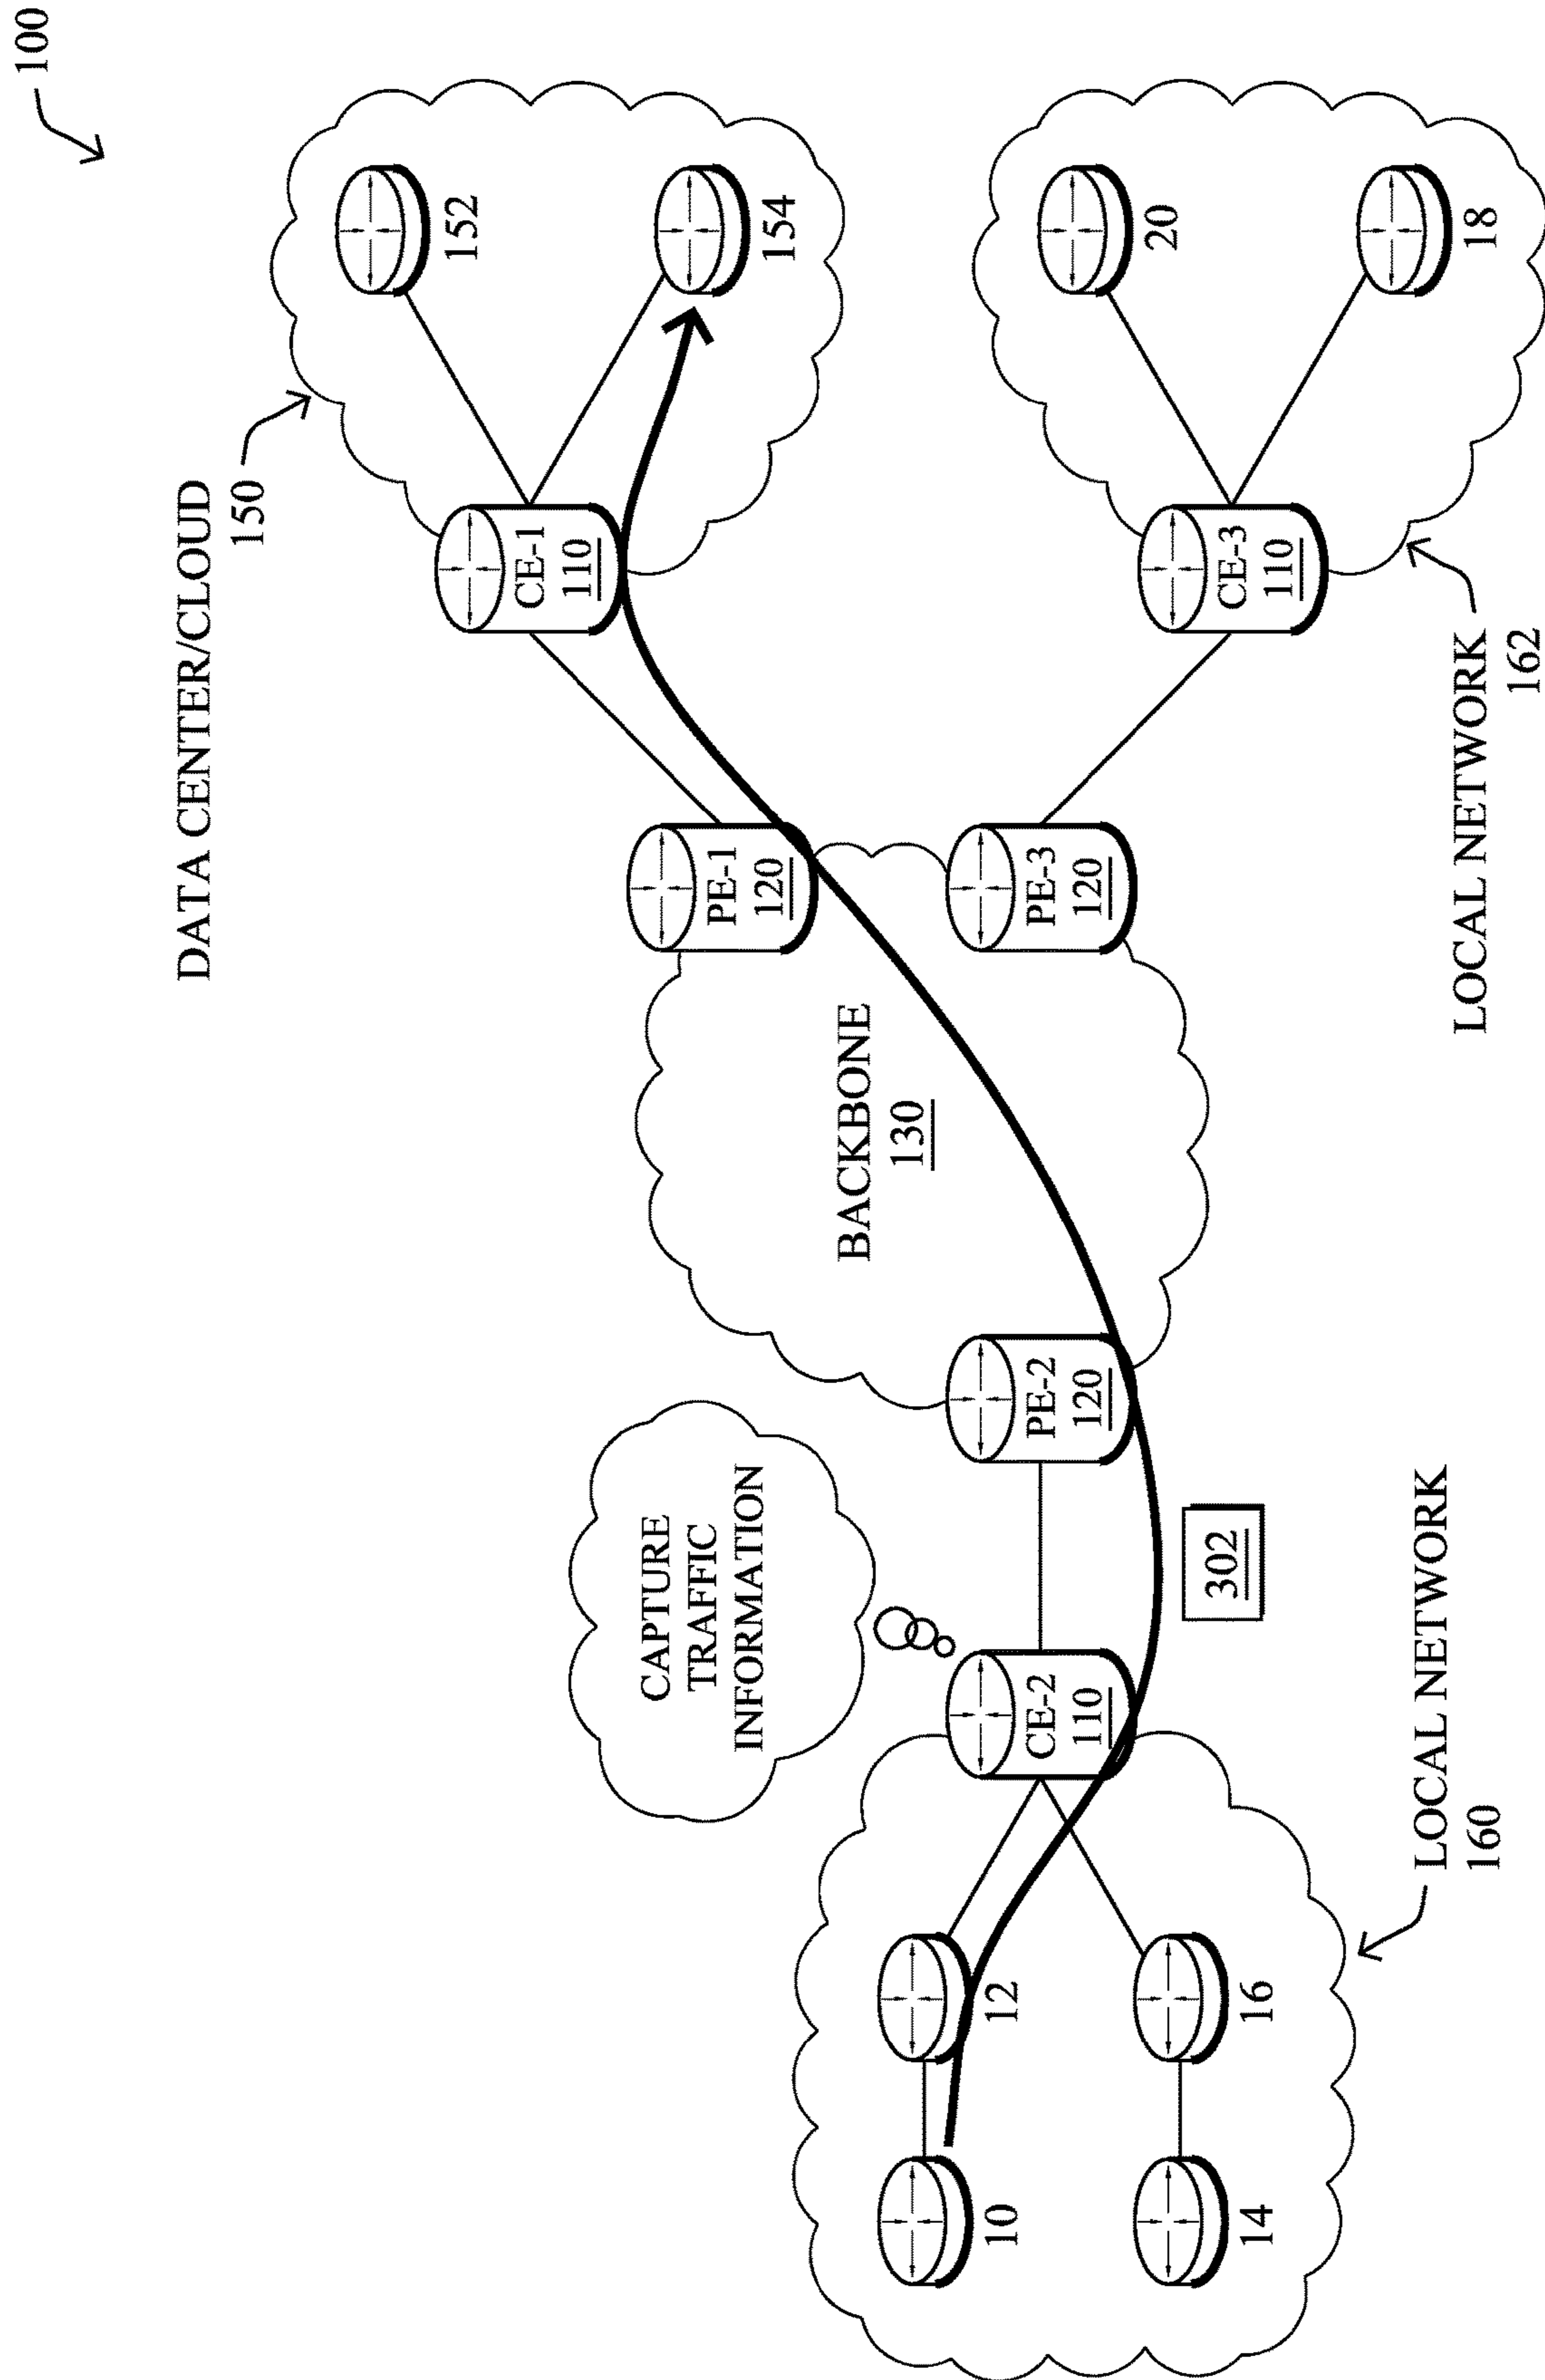 100
DATA CENTER/CLOUD
150
152
154
CE-1
110
PE-1
120
BACKBONE
130
CAPTURE
TRAFFIC
INFORMATION
PE-3
120
PE-2
120
CE-2
110
CE-3
110
20
18
10
12
14
16
302
LOCAL NETWORK
160
LOCAL NETWORK
162